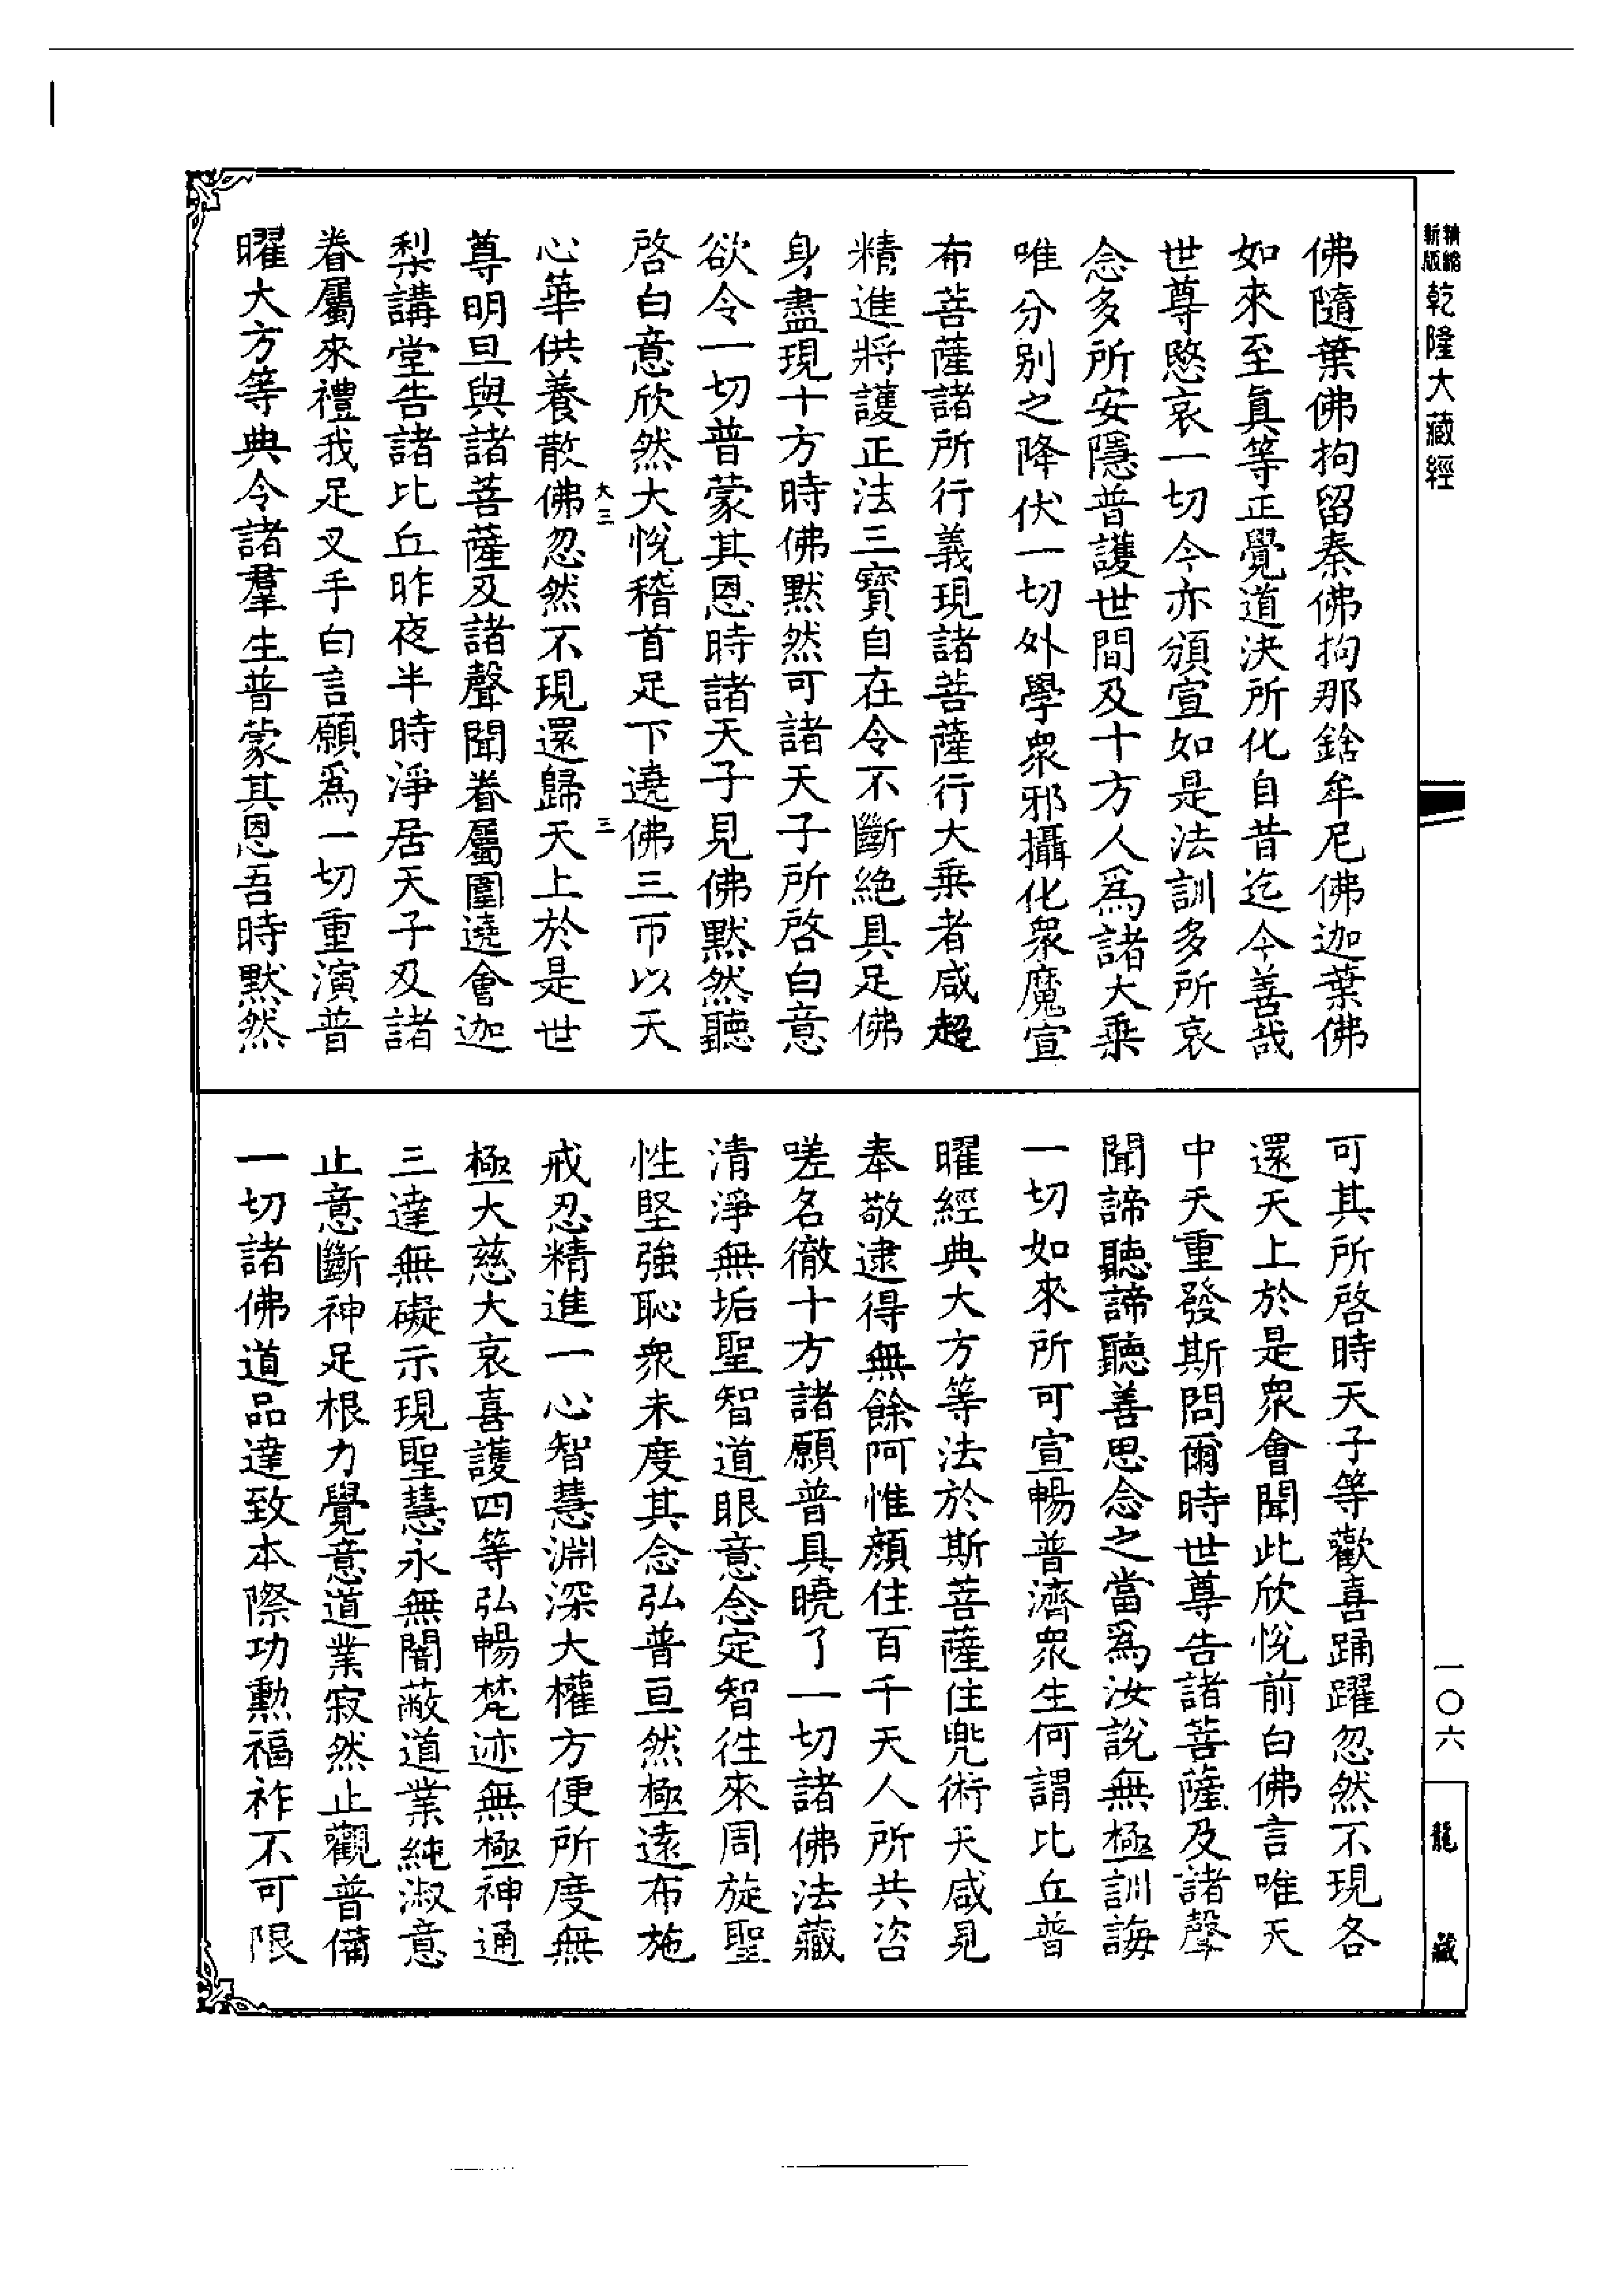 精縮新版乾隆大藏經
佛隨葉佛拘留秦佛拘那鋡牟尼佛迦葉佛
如來至眞等正覺道決所化自昔迄今善哉
世尊愍哀一切今亦頒宣如是法訓多所哀
念多所安隱普護世間及十方人爲諸大乗
唯分別之降伏一切外學衆邪攝化衆魔宣
布菩薩諸所行義現諸菩薩行大乗者咸超
精進將護正法三寳自在令不斷絶具足佛
身盡現十方時佛默然可諸天子所啓白意
欲令一切普蒙其恩時諸天子見佛默然聽
啓白意欣然大悅稽首足下遶佛三帀以天
大三 三
心華供養散佛忽然不現還歸天上於是世
尊明旦與諸菩薩及諸聲聞眷屬圍遶會迦
梨講堂告諸比丘昨夜半時淨居天子及諸
眷屬來禮我足叉手白言願爲一切重演普
曜大方等典令諸羣生普蒙其恩吾時默然
可其所啓時天子等歡喜踊躍忽然不現各
還天上於是衆會聞此欣悅前白佛言唯天
中天重發斯問爾時世尊告諸菩薩及諸聲
聞諦聽諦聽善思念之當爲汝說無極訓誨
一切如來所可宣暢普濟衆生何謂比丘普
曜經典大方等法於斯菩薩住兠術天咸見
奉敬逮得無餘阿惟顏住百千天人所共咨
嗟名徹十方諸願普具曉了一切諸佛法藏
清淨無垢聖智道眼意念定智徃來周旋聖
性堅強恥衆未度其念弘普亘然極遠布施
戒忍精進一心智慧淵深大權方便所度無
極大慈大哀喜護四等弘暢梵迹無極神通
三達無礙示現聖慧永無闇蔽道業純淑意
止意斷神足根力覺意道業寂然止觀普備
一切諸佛道品達致本際功勲福祚不可限
一〇六
龍藏